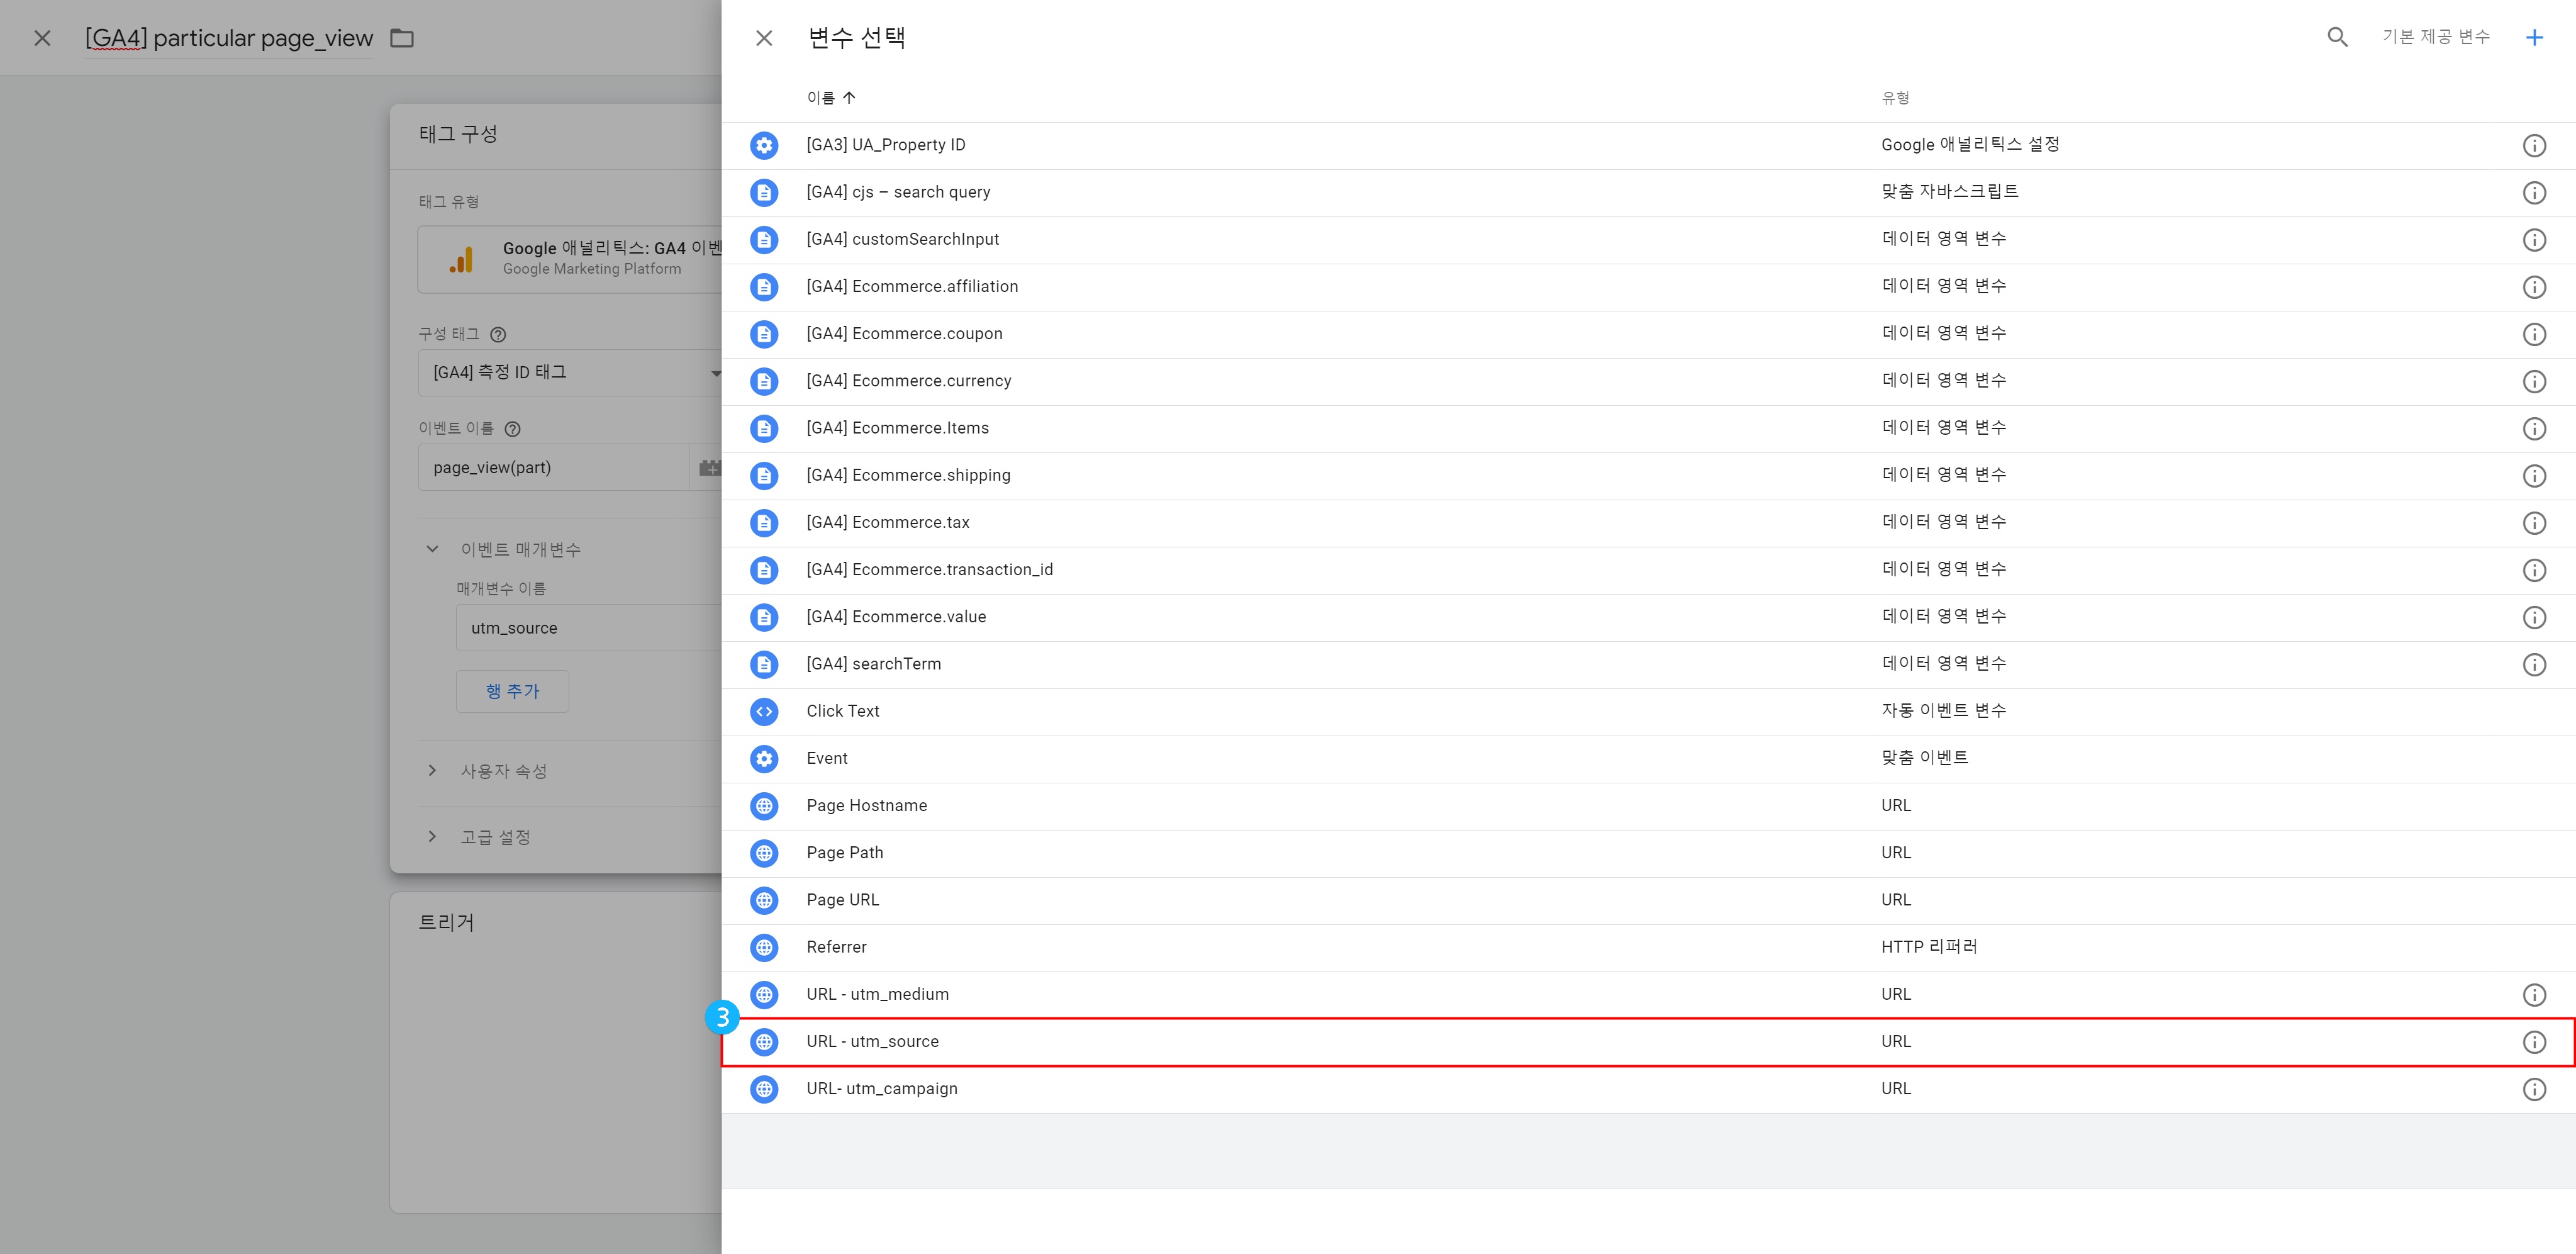 [GA4] particular page_view
태그 구성
태그 유형
Google 애널리틱스: GA4 이벤
Google Marketing Platform
구성 태그
[GA4] 측정 ID 태그
이벤트 이름
page_view(part)
이벤트 매개변수
매개변수 이름
utm_source
행 추가
사용자 속성
고급 설정
트리거
변수 선택
기본 제공 변수
이름 유형
[GA3] UA_Property ID Google 애널리틱스 설정
[GA4] cjs – search query 맞춤 자바스크립트
[GA4] customSearchInput 데이터 영역 변수
[GA4] Ecommerce.affiliation 데이터 영역 변수
[GA4] Ecommerce.coupon 데이터 영역 변수
[GA4] Ecommerce.currency 데이터 영역 변수
[GA4] Ecommerce.Items 데이터 영역 변수
[GA4] Ecommerce.shipping 데이터 영역 변수
[GA4] Ecommerce.tax 데이터 영역 변수
[GA4] Ecommerce.transaction_id 데이터 영역 변수
[GA4] Ecommerce.value 데이터 영역 변수
[GA4] searchTerm 데이터 영역 변수
Click Text 자동 이벤트 변수
Event 맞춤 이벤트
Page Hostname URL
Page Path URL
Page URL URL
Referrer HTTP 리퍼러
URL - utm_medium URL
3
URL - utm_source URL
URL- utm_campaign URL